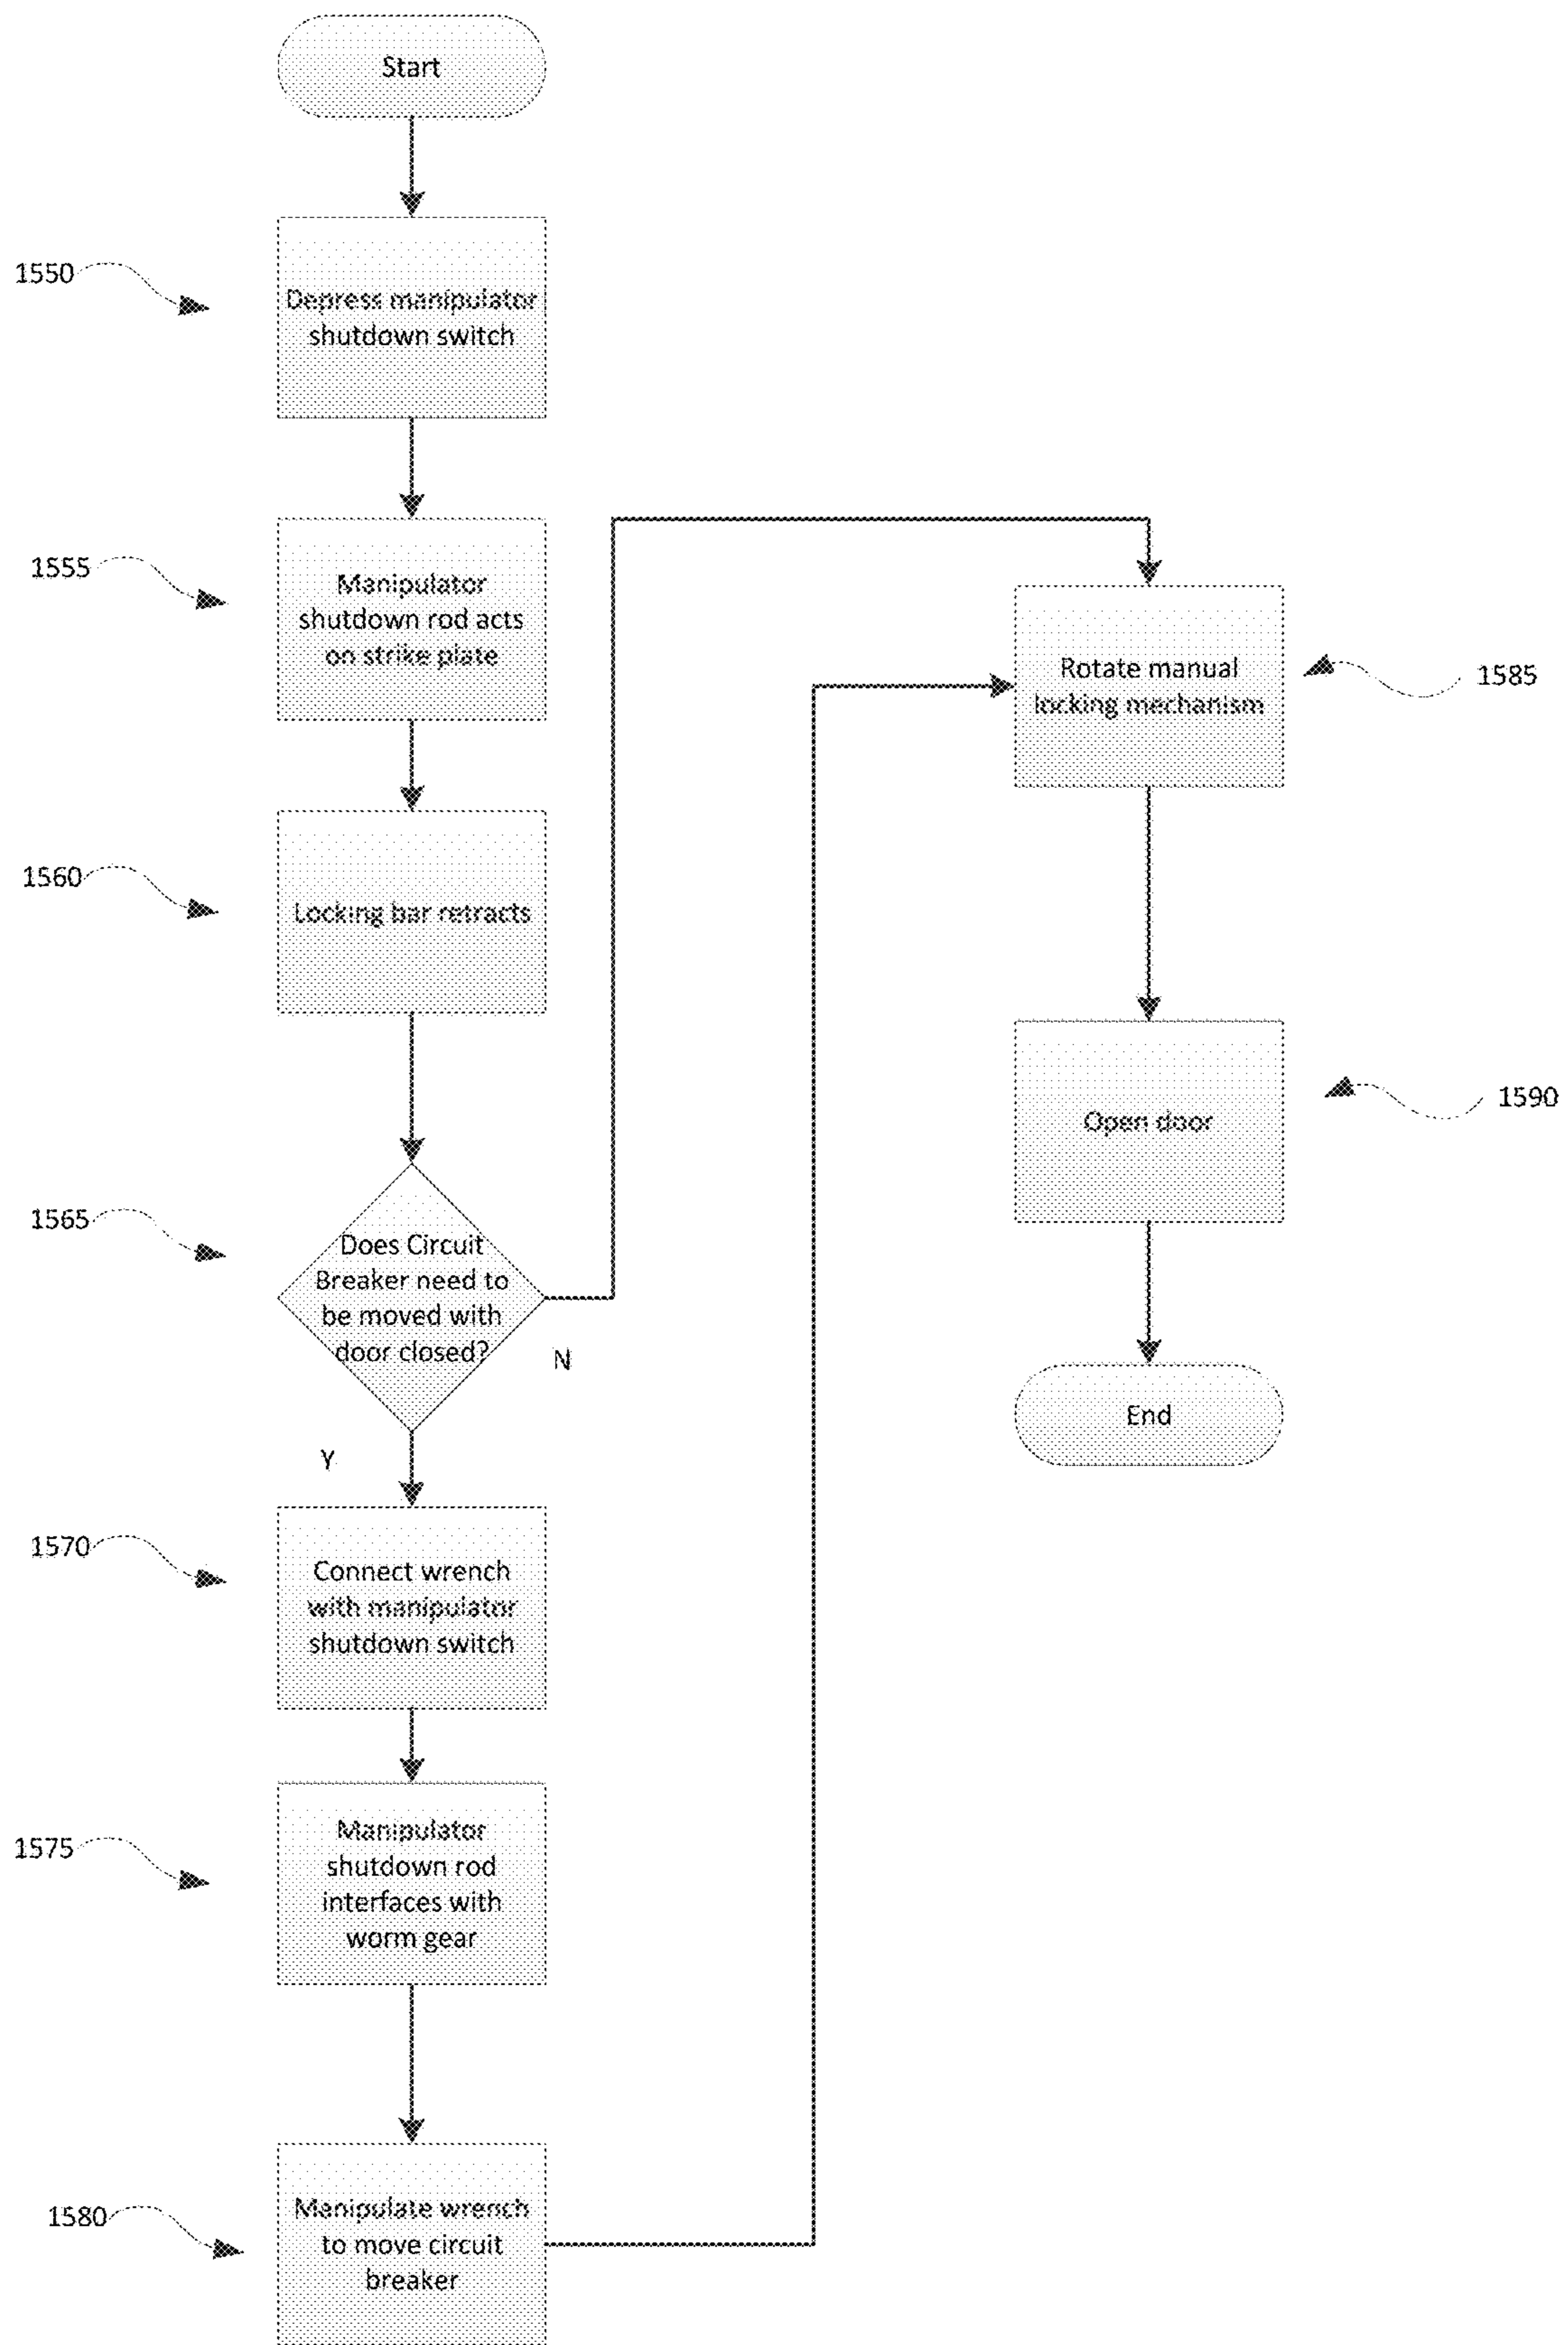 Start
1550
Depress manipulator
shutdown switch
1555
Manipulator
shutdown rod acts
on strike plate
1560
Locking bar retracts
1565
Does Circuit
Breaker need to
be moved with
door closed?
N
Y
1570
Connect wrench
with manipulator
shutdown switch
1575
Manipulator
shutdown rod
interfaces with
worm gear
1580
Manipulate wrench
to move circuit
breaker
Rotate manual
locking mechanism
1585
Open door
1590
End